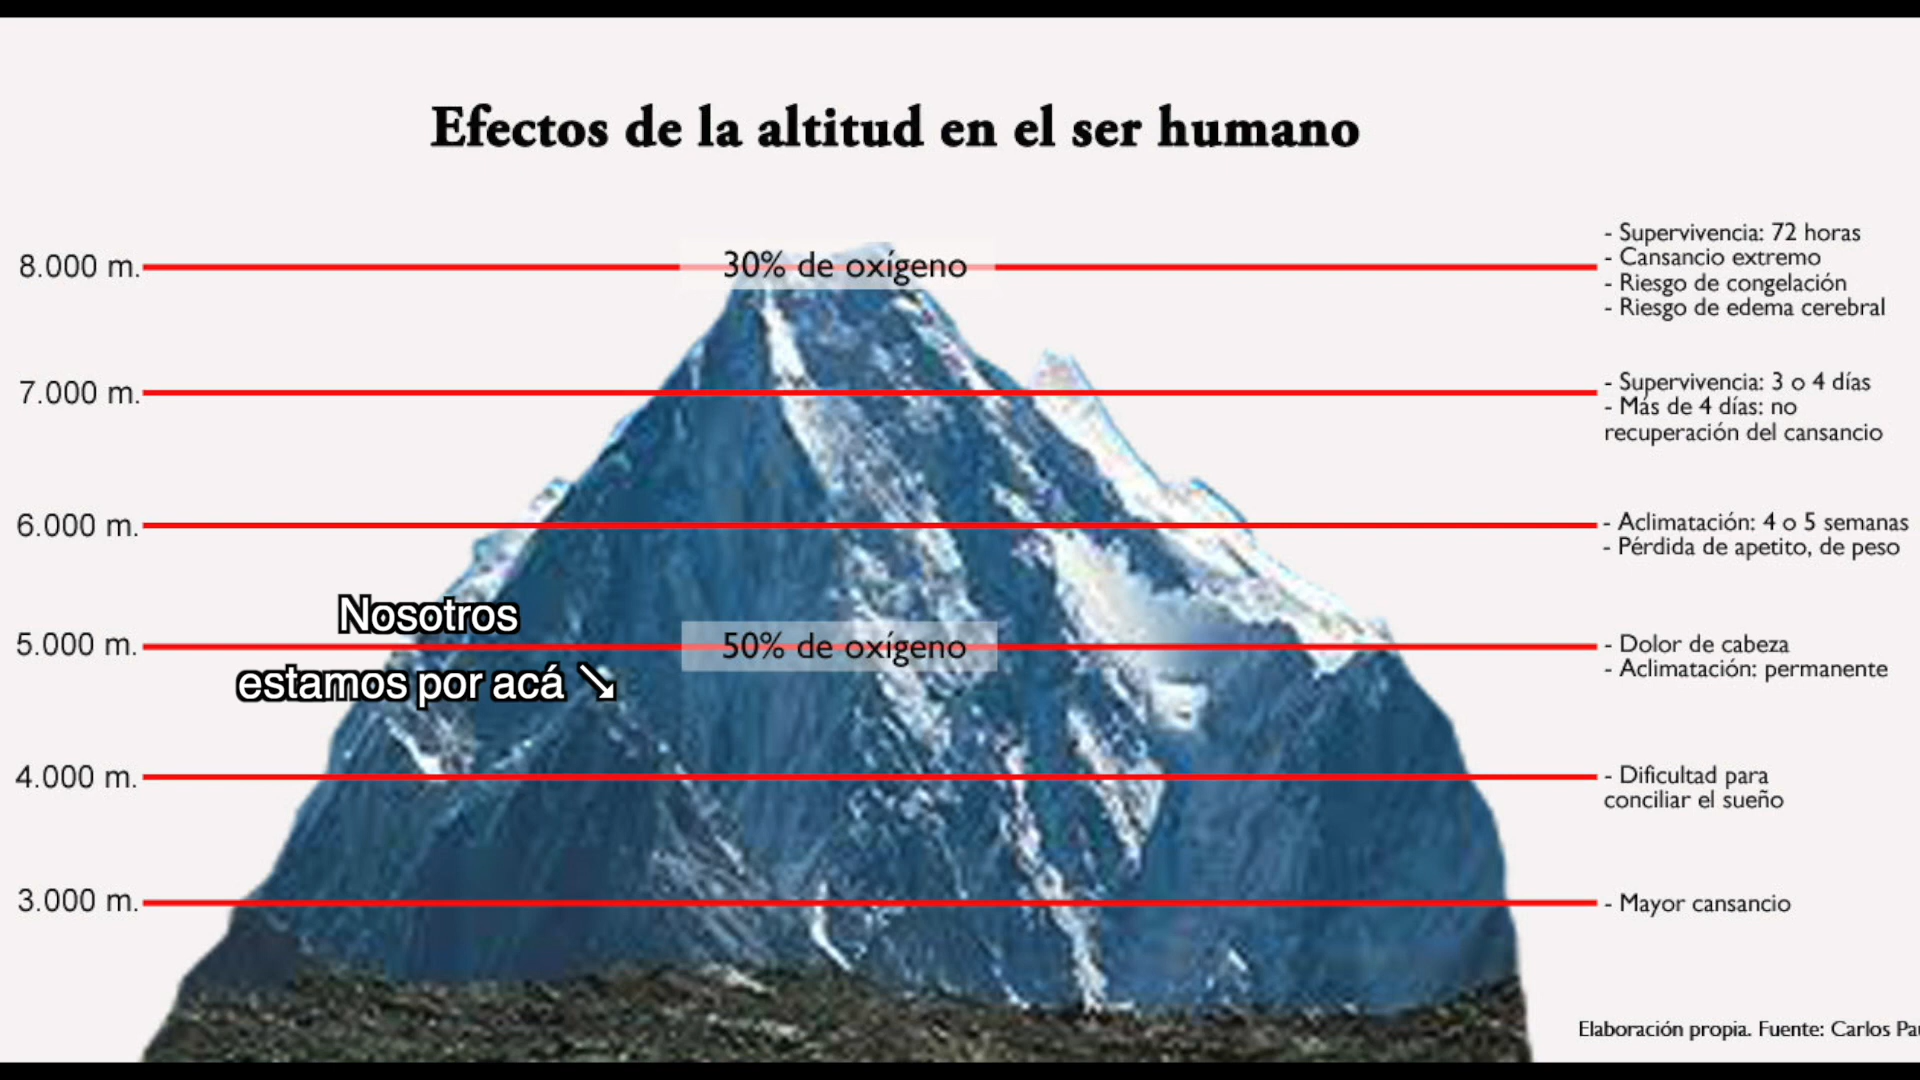 Efectos de la altitud en el ser humano
8.000 m.
30% de oxígeno
- Supervivencia: 72 horas
- Cansancio extremo
- Riesgo de congelación
- Riesgo de edema cerebral
7.000 m.
- Supervivencia: 3 o 4 días
- Más de 4 días: no
recuperación del cansancio
6.000 m.
- Aclimatación: 4 o 5 semanas
- Pérdida de apetito, de peso
Nosotros
estamos por acá ↘
5.000 m.
50% de oxígeno
- Dolor de cabeza
- Aclimatación: permanente
4.000 m.
- Dificultad para
conciliar el sueño
3.000 m.
- Mayor cansancio
Elaboración propia. Fuente: Carlos